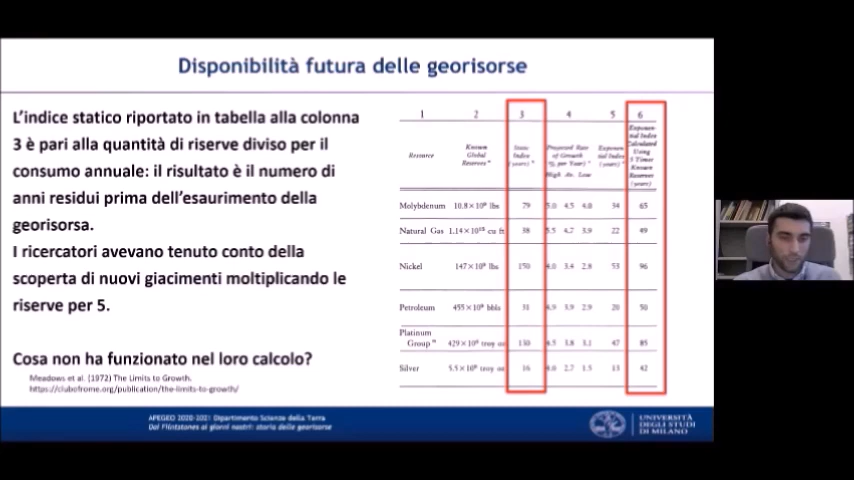 Disponibilità futura delle georisorse
L'indice statico riportato in tabella alla colonna
3 è pari alla quantità di riserve diviso per il
consumo annuale: il risultato è il numero di
anni residui prima dell'esaurimento della
georisorsa.
I ricercatori avevano tenuto conto della
scoperta di nuovi giacimenti moltiplicando le
riserve per 5.
Cosa non ha funzionato nel loro calcolo?
Meadows et al. (1972) The Limits to Growth.
https://clubofrome.org/publication/the-limits-to-growth/
1 2 3 4 5 6
Resource Known Global Reserves Static Index (years) Projected Rate of Growth (% per Year) High Av. Low Exponential Index (years) Exponential Index Calculated Using 5 Times Known Reserves (years)
Molybdenum 10.8×10⁹ lbs 79 5.0 4.5 4.0 34 65
Natural Gas 1.14×10¹⁵ cu ft 38 5.5 4.7 3.9 22 49
Nickel 147×10⁹ lbs 150 4.0 3.4 2.8 53 96
Petroleum 455×10⁹ bbls 31 4.9 3.9 2.9 20 50
Platinum
Group 429×10⁶ troy oz 130 4.5 3.8 3.1 47 85
Silver 5.5×10⁹ troy oz 16 4.0 2.7 1.5 13 42
APEGEO 2020-2021 Dipartimento Scienze della Terra
Dai Flintstones ai giorni nostri: storia delle georisorse
UNIVERSITÀ
DEGLI STUDI
DI MILANO